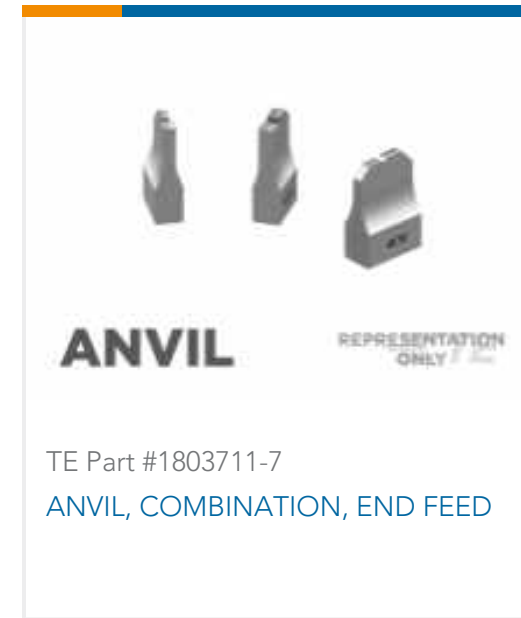 ANVIL
REPRESENTATION
ONLY
TE Part #1803711-7
ANVIL, COMBINATION, END FEED